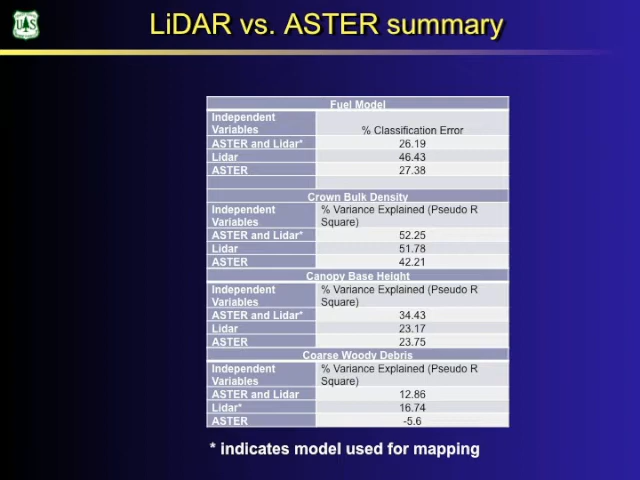 LiDAR vs. ASTER summary
U S
Fuel Model
Independent
Variables % Classification Error
ASTER and Lidar* 26.19
Lidar 46.43
ASTER 27.38
Crown Bulk Density
Independent % Variance Explained (Pseudo R
Variables Square)
ASTER and Lidar* 52.25
Lidar 51.78
ASTER 42.21
Canopy Base Height
Independent % Variance Explained (Pseudo R
Variables Square)
ASTER and Lidar* 34.43
Lidar 23.17
ASTER 23.75
Coarse Woody Debris
Independent % Variance Explained (Pseudo R
Variables Square)
ASTER and Lidar 12.86
Lidar* 16.74
ASTER -5.6
* indicates model used for mapping